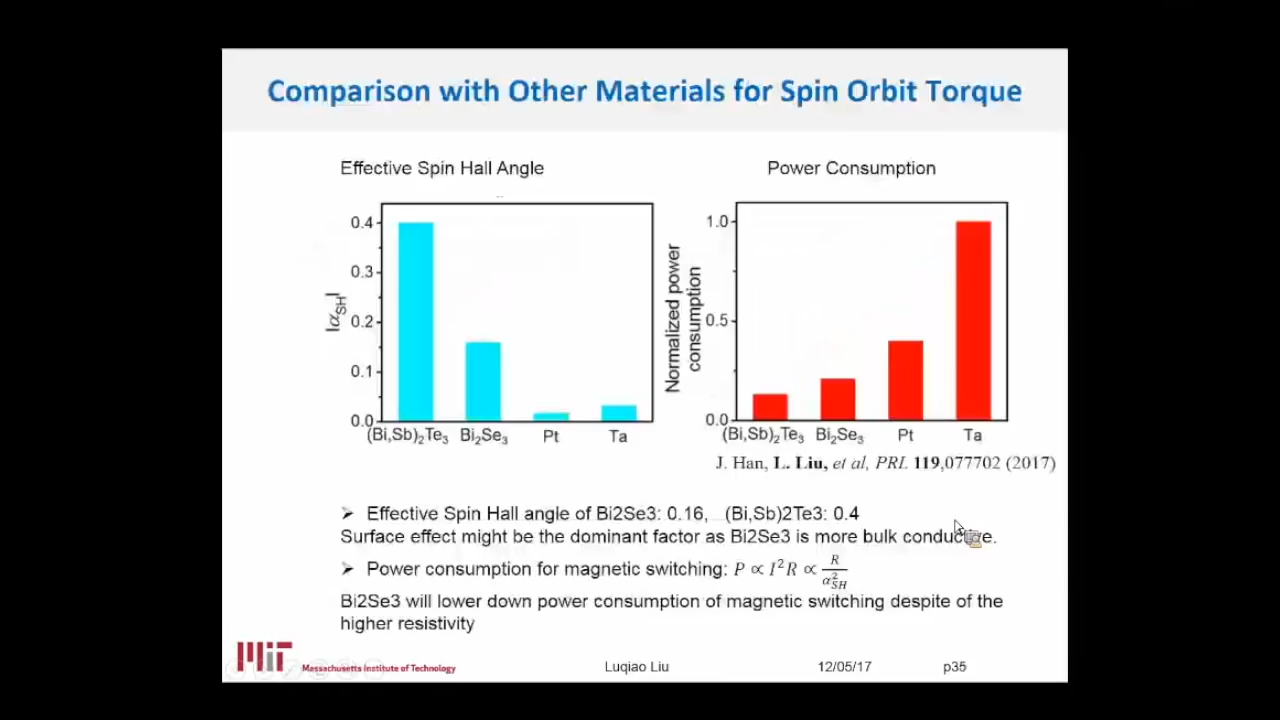 Comparison with Other Materials for Spin Orbit Torque
Effective Spin Hall Angle
Power Consumption
|α_SH|
0.4
0.3
0.2
0.1
0.0
(Bi,Sb)₂Te₃ Bi₂Se₃ Pt Ta
Normalized power
consumption
1.0
0.5
0.0
(Bi,Sb)₂Te₃ Bi₂Se₃ Pt Ta
J. Han, L. Liu, et al, PRL 119,077702 (2017)
➢ Effective Spin Hall angle of Bi2Se3: 0.16, (Bi,Sb)2Te3: 0.4
Surface effect might be the dominant factor as Bi2Se3 is more bulk conductive.
➢ Power consumption for magnetic switching: P ∝ I²R ∝ R/α²_SH
Bi2Se3 will lower down power consumption of magnetic switching despite of the
higher resistivity
MIT Massachusetts Institute of Technology
Luqiao Liu
12/05/17
p35